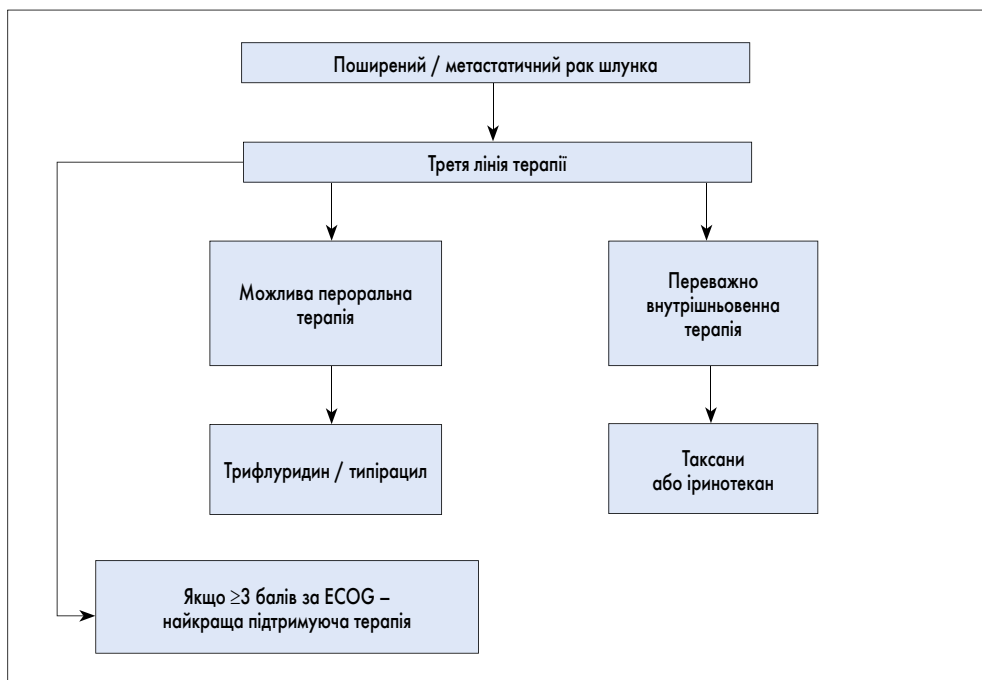 Поширений / метастатичний рак шлунка
Третя лінія терапії
Можлива пероральна
терапія
Переважно
внутрішньовенна
терапія
Трифлуридин / типірацил
Таксани
або іринотекан
Якщо ≥3 балів за ECOG –
найкраща підтримуюча терапія